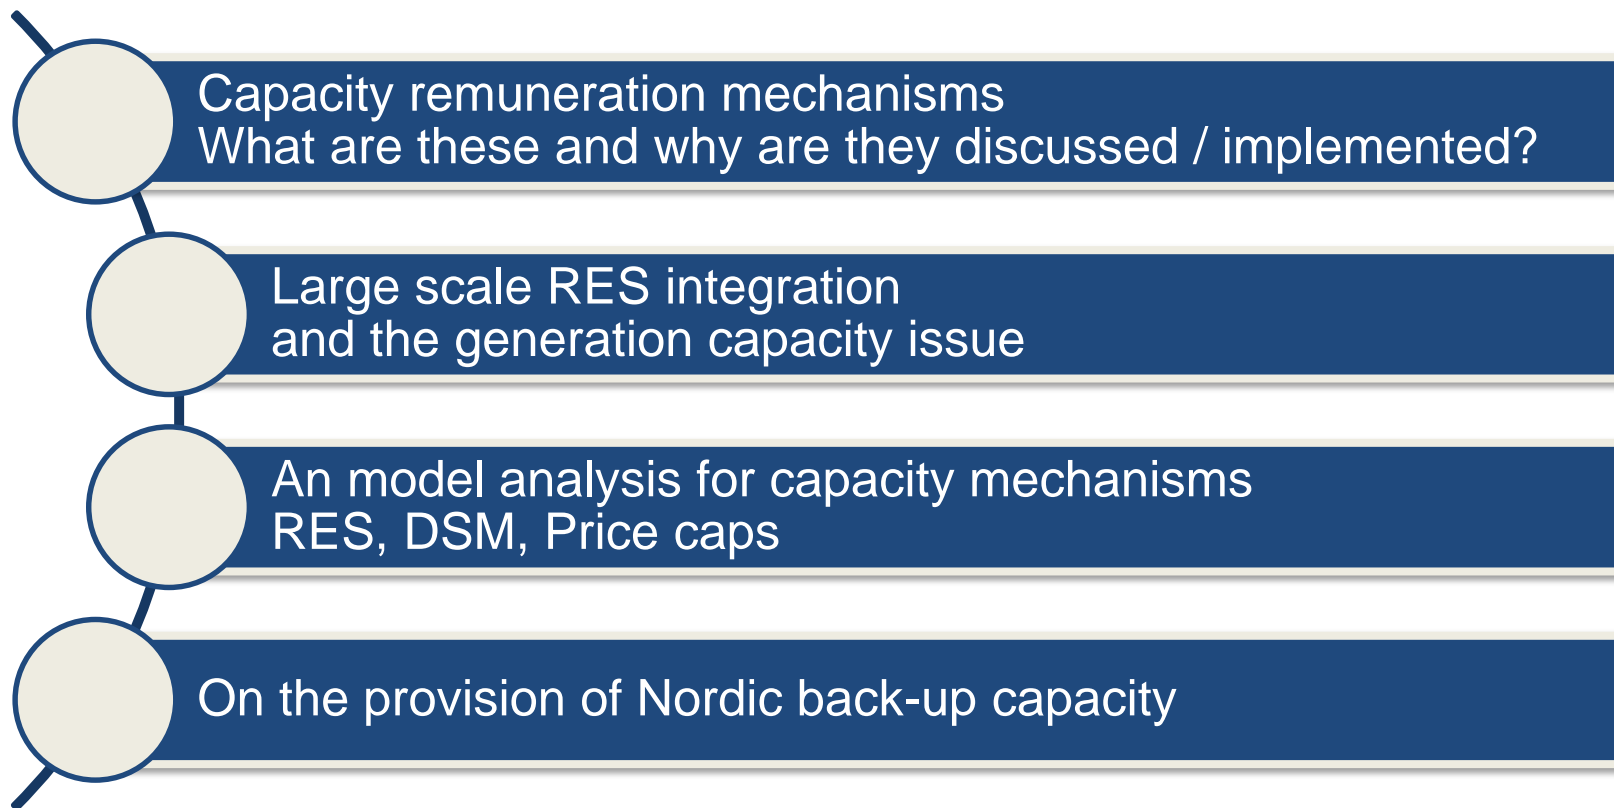 Capacity remuneration mechanisms
What are these and why are they discussed / implemented?
Large scale RES integration
and the generation capacity issue
An model analysis for capacity mechanisms
RES, DSM, Price caps
On the provision of Nordic back-up capacity